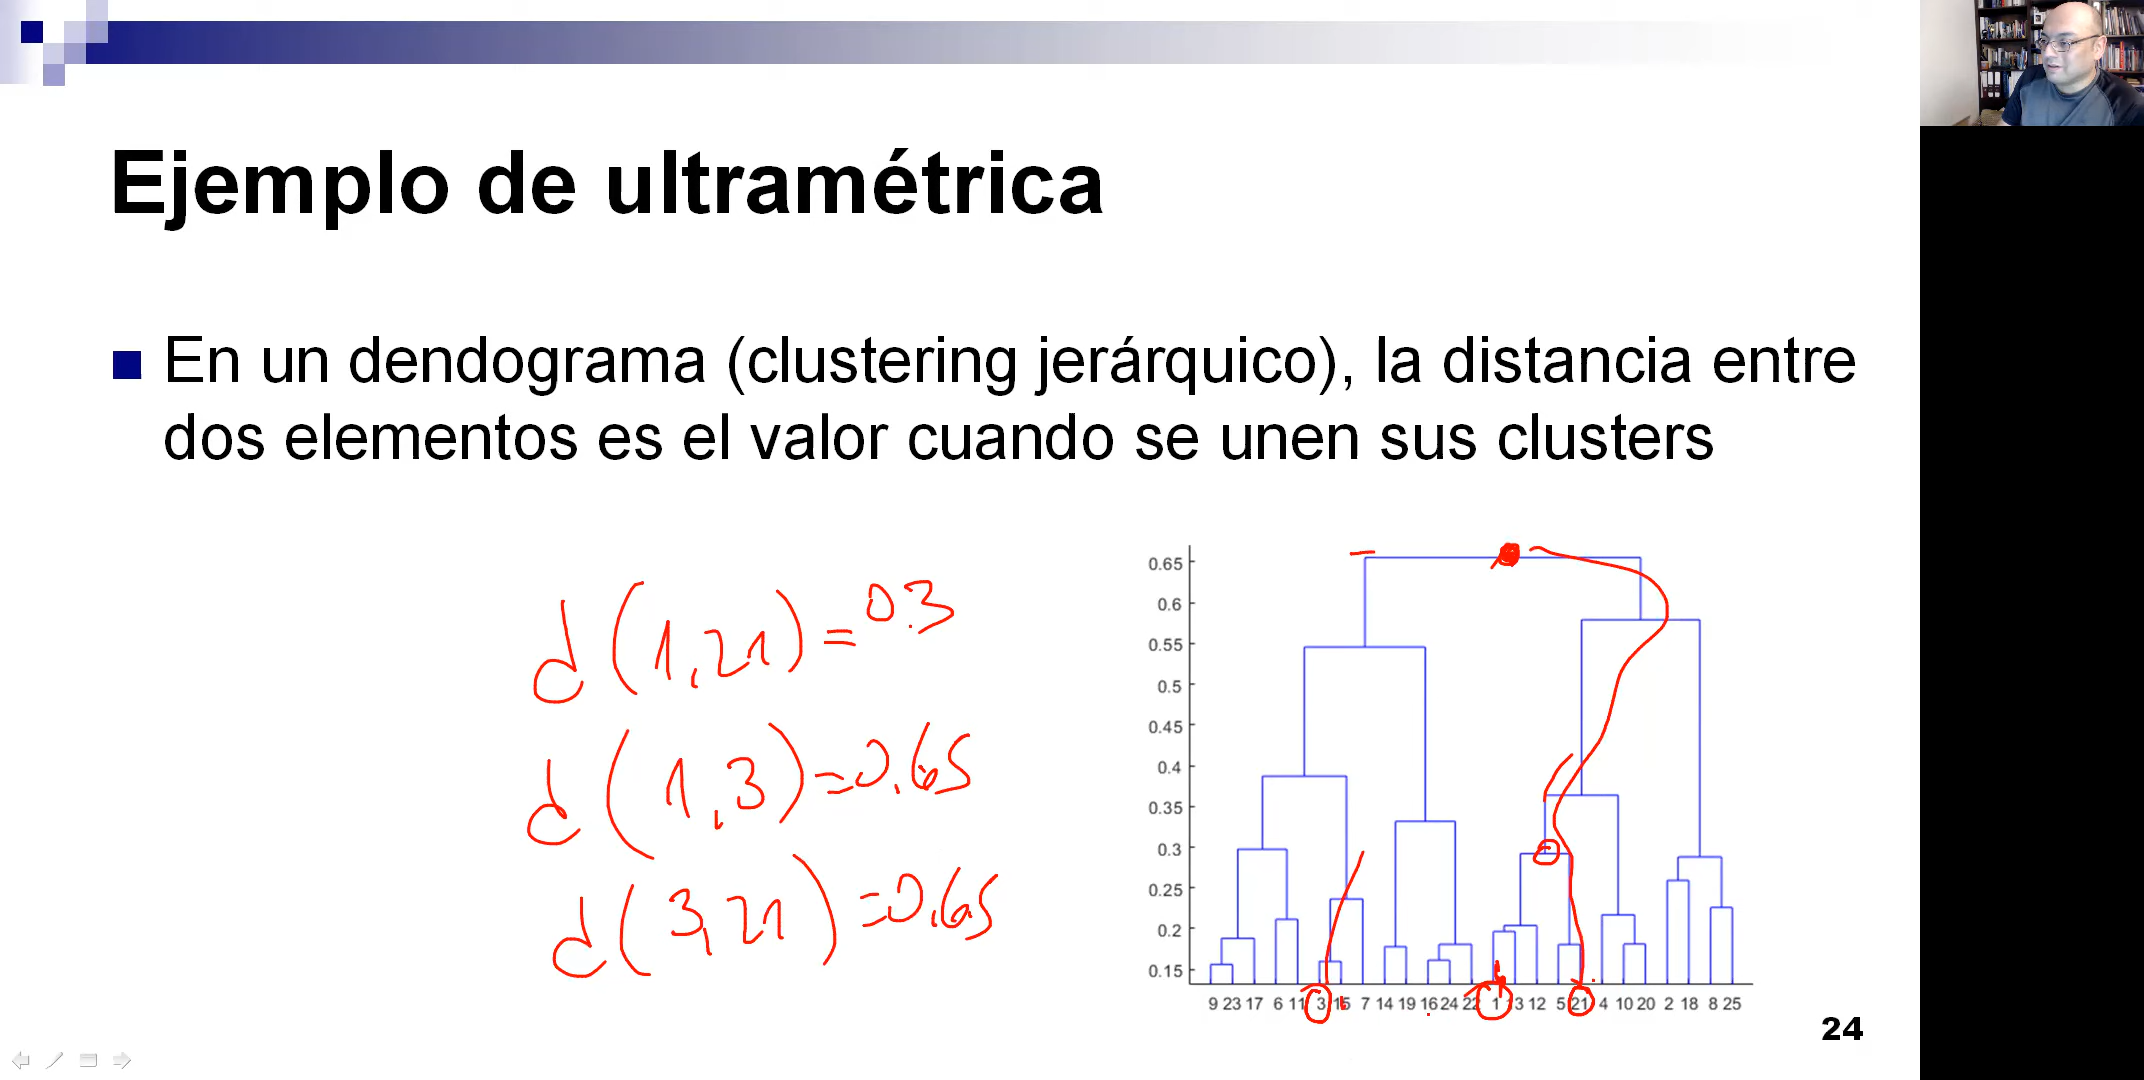 Ejemplo de ultramétrica
En un dendograma (clustering jerárquico), la distancia entre
dos elementos es el valor cuando se unen sus clusters
d(1,21)=0.3
d(1,3)=0.65
d(3,21)=0.65
0.65
0.6
0.55
0.5
0.45
0.4
0.35
0.3
0.25
0.2
0.15
9 23 17 6 11 3 15 7 14 19 16 24 22 1 13 12 5 21 4 10 20 2 18 8 25
24